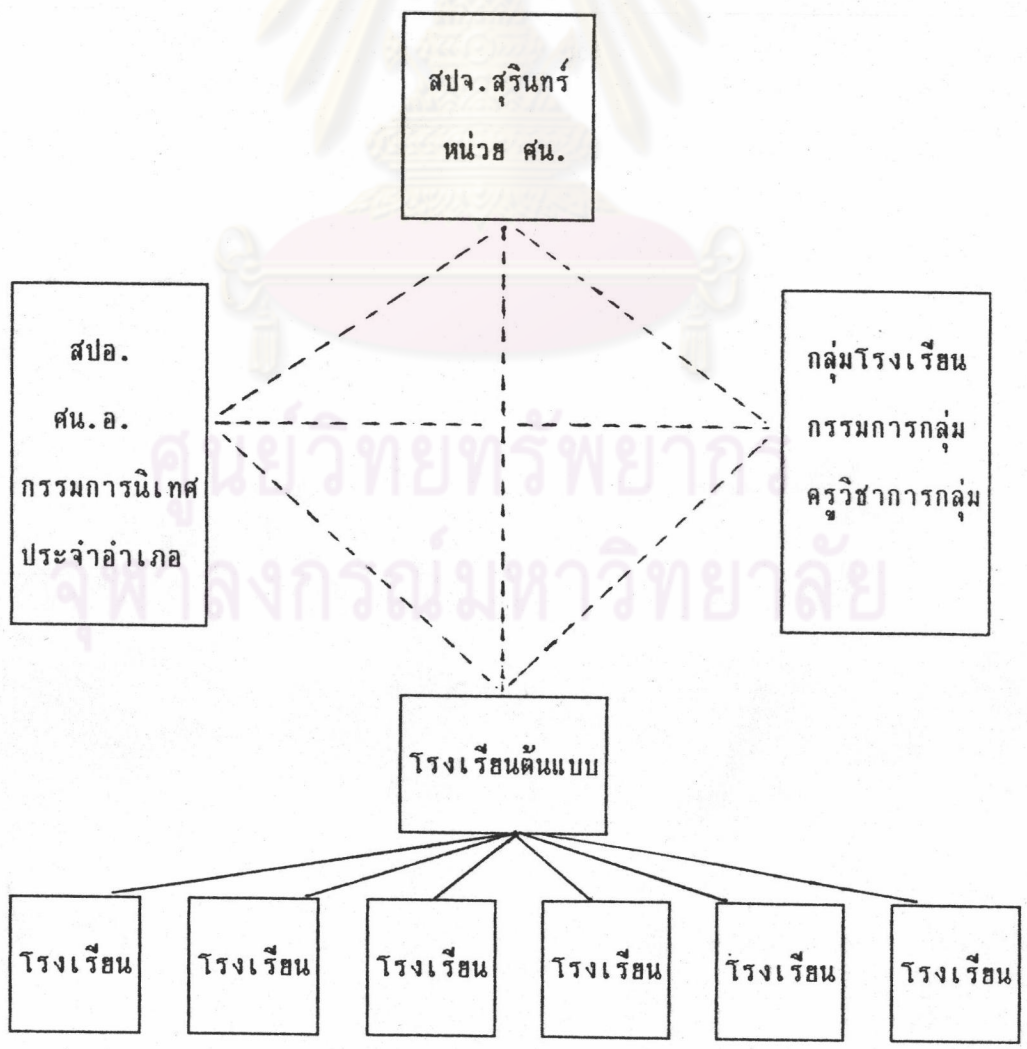 สปจ.สุรินทร์
หน่วย ศน.
สปอ.
ศน.อ.
กรรมการนิเทศ
ประจำอำเภอ
กลุ่มโรงเรียน
กรรมการกลุ่ม
ครูวิชาการกลุ่ม
ศูนย์วิทยทรัพยากร
จุฬาลงกรณ์มหาวิทยาลัย
โรงเรียนต้นแบบ
โรงเรียน
โรงเรียน
โรงเรียน
โรงเรียน
โรงเรียน
โรงเรียน